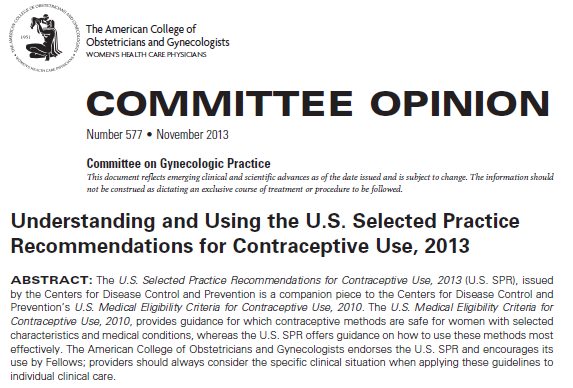 The American College of
Obstetricians and Gynecologists
WOMEN'S HEALTH CARE PHYSICIANS
COMMITTEE OPINION
Number 577 • November 2013
Committee on Gynecologic Practice
This document reflects emerging clinical and scientific advances as of the date issued and is subject to change. The information should
not be construed as dictating an exclusive course of treatment or procedure to be followed.
Understanding and Using the U.S. Selected Practice
Recommendations for Contraceptive Use, 2013
ABSTRACT: The U.S. Selected Practice Recommendations for Contraceptive Use, 2013 (U.S. SPR), issued
by the Centers for Disease Control and Prevention is a companion piece to the Centers for Disease Control and
Prevention's U.S. Medical Eligibility Criteria for Contraceptive Use, 2010. The U.S. Medical Eligibility Criteria for
Contraceptive Use, 2010, provides guidance for which contraceptive methods are safe for women with selected
characteristics and medical conditions, whereas the U.S. SPR offers guidance on how to use these methods most
effectively. The American College of Obstetricians and Gynecologists endorses the U.S. SPR and encourages its
use by Fellows; providers should always consider the specific clinical situation when applying these guidelines to
individual clinical care.